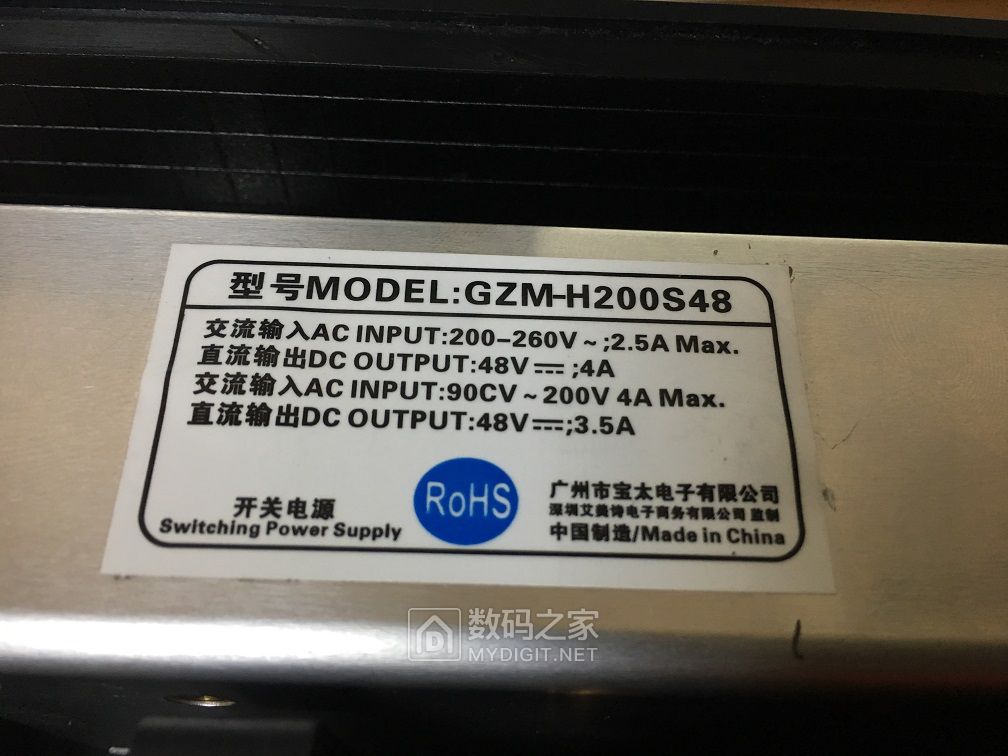 型号MODEL:GZM-H200S48
交流输入AC INPUT:200-260V~;2.5A Max.
直流输出DC OUTPUT:48V⎓;4A
交流输入AC INPUT:90CV~200V 4A Max.
直流输出DC OUTPUT:48V⎓;3.5A
开关电源
Switching Power Supply
RoHS
广州市宝太电子有限公司
深圳艾美诗电子商务有限公司 监制
中国制造/Made in China
数码之家
MYDIGIT.NET